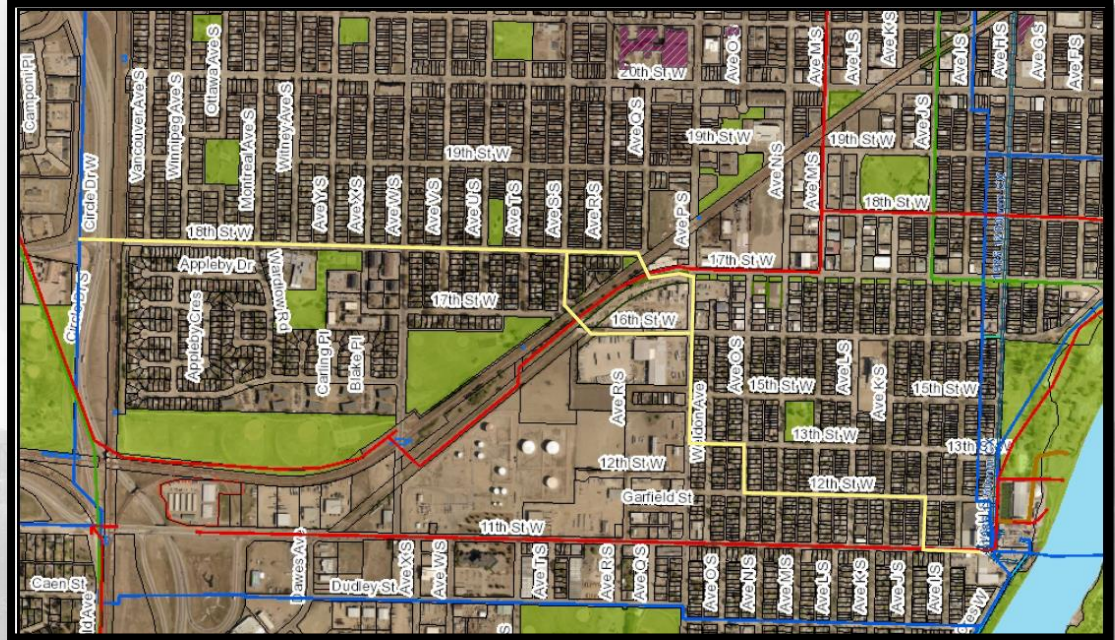 Camponi Pl
Circle Dr W
Vancouver Ave S
Winnipeg Ave S
Ottawa Ave S
Montreal Ave S
Witney Ave S
20th St W
Ave O S
Ave M S
Ave L S
Ave K S
Ave I S
Ave H S
Ave G S
Ave F S
Ave Q S
19th St W
19th St W
19th St W
Ave J S
Ave N S
Ave M S
Ave Y S
Ave X S
Ave W S
Ave V S
Ave U S
Ave T S
Ave S S
Ave R S
Ave P S
18th St W
18th St W
Appleby Dr
17th St W
17th St W
Circle Dr S
Wardlow Rd
Appleby Cres
Carling Pl
Blake Pl
16th St W
Ave R S
Ave O S
Ave L S
Ave K S
15th St W
15th St W
Waldon Ave
13th St W
13th St W
12th St W
12th St W
Garfield St
11th St W
Dawes Ave
Ave X S
Ave W S
Ave T S
Ave R S
Ave Q S
Ave O S
Ave N S
Ave M S
Ave L S
Ave K S
Ave J S
Ave I S
Caen St
Dudley St